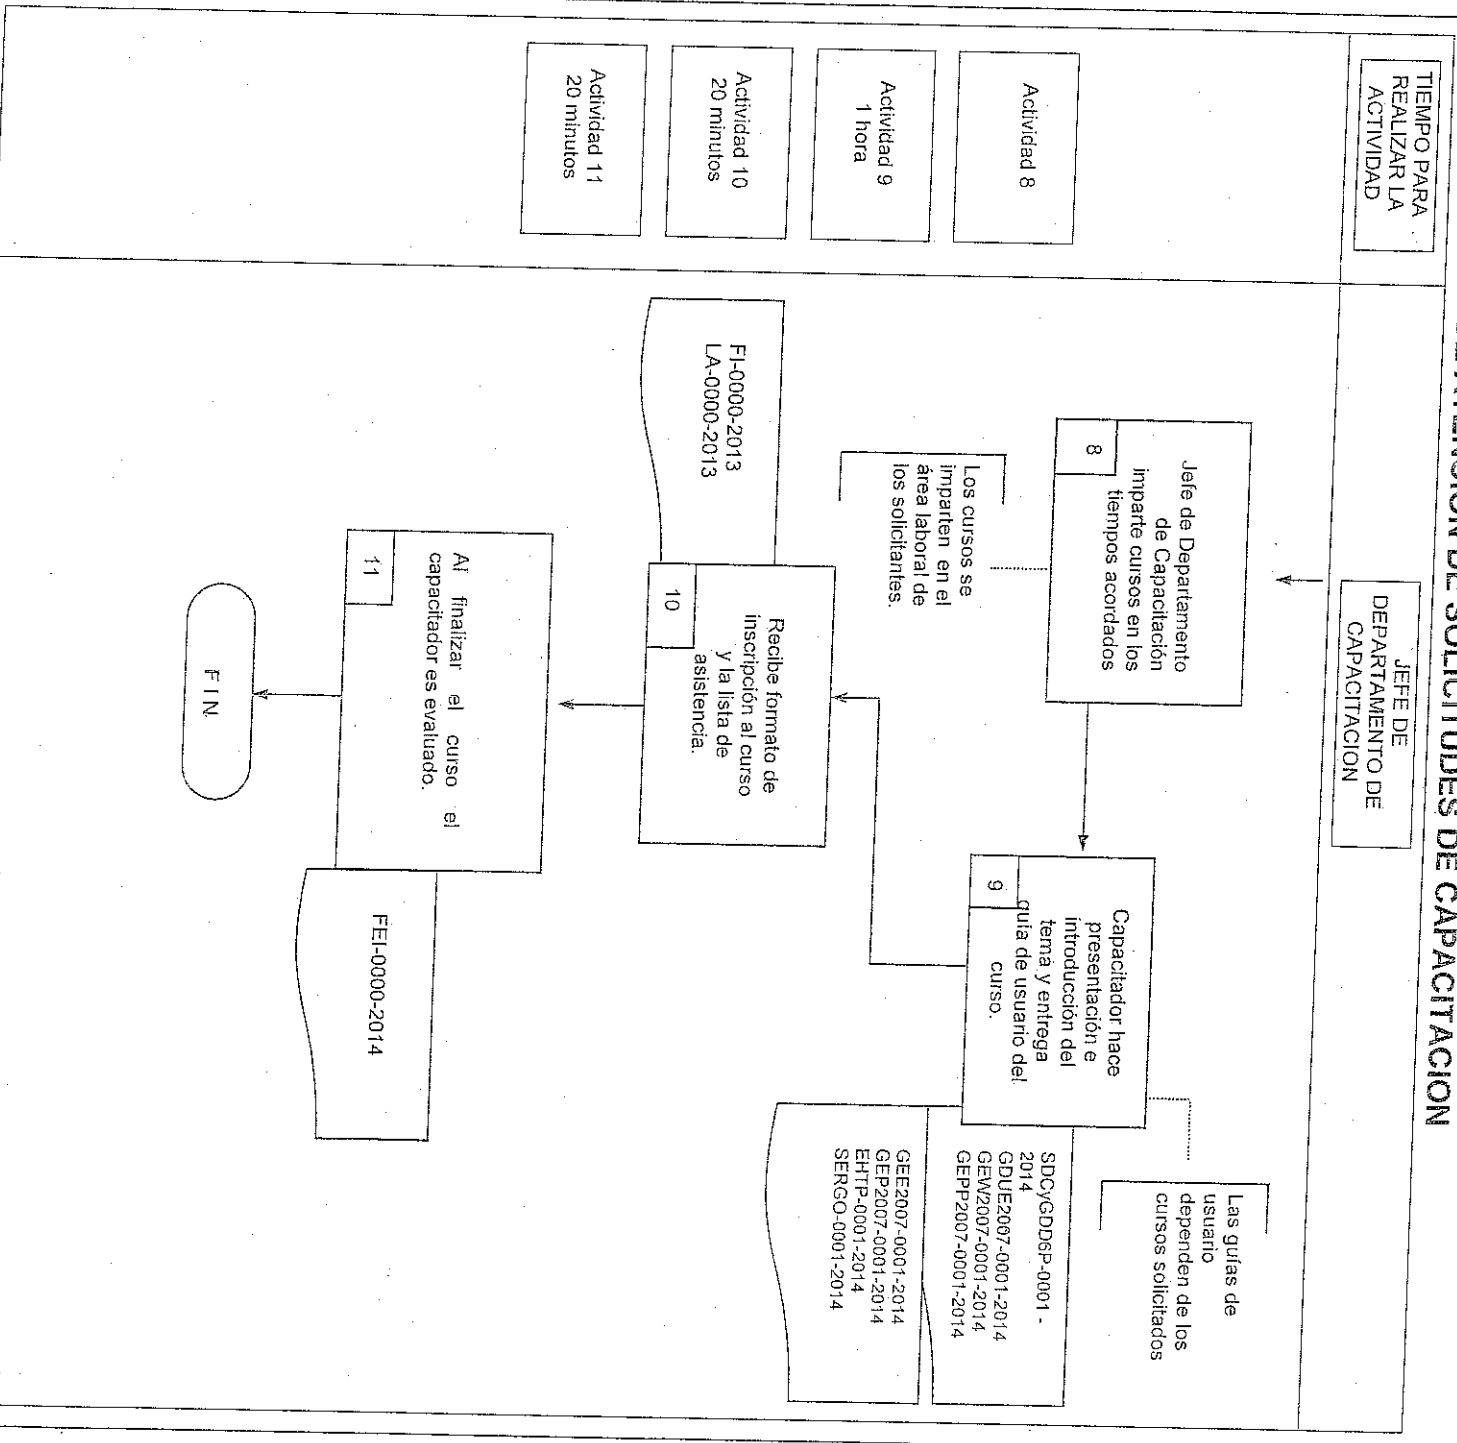 ATENCION DE SOLICITUDES DE CAPACITACION
TIEMPO PARA
REALIZAR LA
ACTIVIDAD
JEFE DE
DEPARTAMENTO DE
CAPACITACION
Actividad 8
Actividad 9
1 hora
Actividad 10
20 minutos
Actividad 11
20 minutos
Jefe de Departamento
de Capacitación
imparte cursos en los
tiempos acordados
8
Los cursos se
imparten en el
área laboral de
los solicitantes.
Capacitador hace
presentación e
introducción del
tema y entrega
guía de usuario del
curso.
9
Las guías de
usuario
dependen de los
cursos solicitados
SDCyGDD6P-0001 -
2014
GDUE2007-0001-2014
GEW2007-0001-2014
GEPP2007-0001-2014
GEE2007-0001-2014
GEP2007-0001-2014
EHTP-0001-2014
SERGO-0001-2014
Recibe formato de
inscripción al curso
y la lista de
asistencia.
10
FI-0000-2013
LA-0000-2013
Al finalizar el curso el
capacitador es evaluado.
11
FEI-0000-2014
FIN